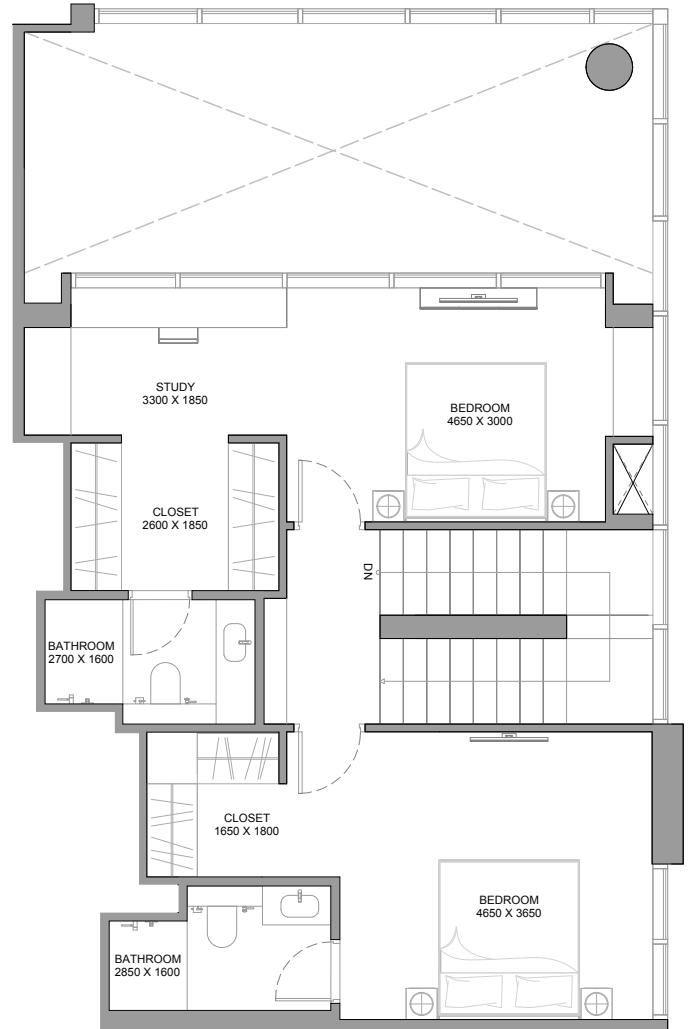 STUDY
3300 X 1850
BEDROOM
4650 X 3000
CLOSET
2600 X 1850
DN
BATHROOM
2700 X 1600
CLOSET
1650 X 1800
BEDROOM
4650 X 3650
BATHROOM
2850 X 1600